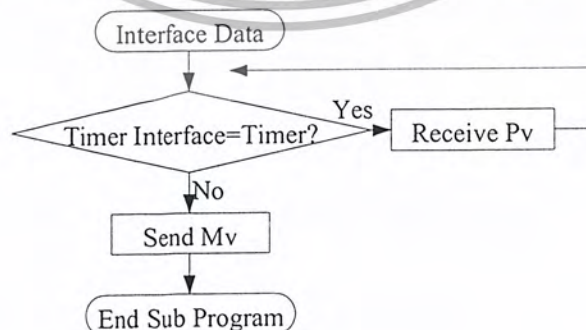 Interface Data
Timer Interface=Timer?
Yes
Receive Pv
No
Send Mv
End Sub Program